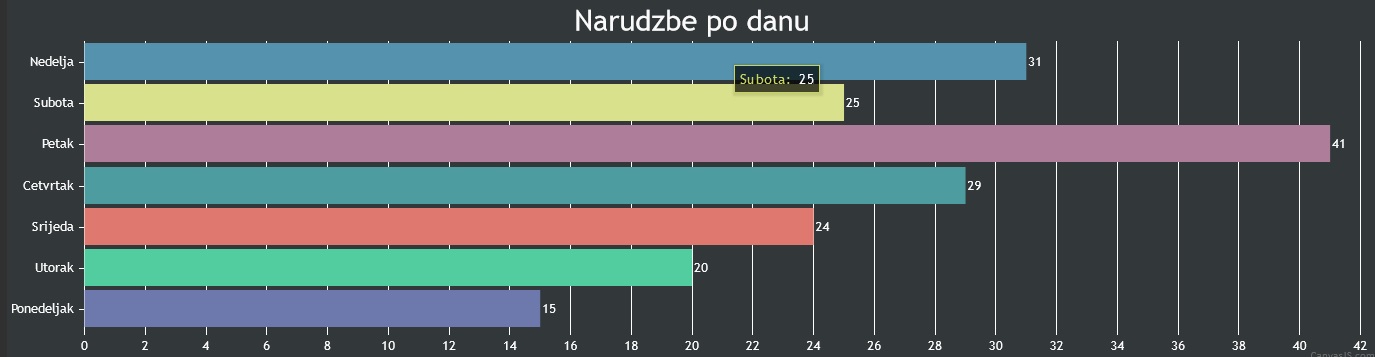 Narudzbe po danu
Nedelja 31
Subota: 25
Subota 25
Petak 41
Cetvrtak 29
Srijeda 24
Utorak 20
Ponedeljak 15
0 2 4 6 8 10 12 14 16 18 20 22 24 26 28 30 32 34 36 38 40 42
CanvasJS.com